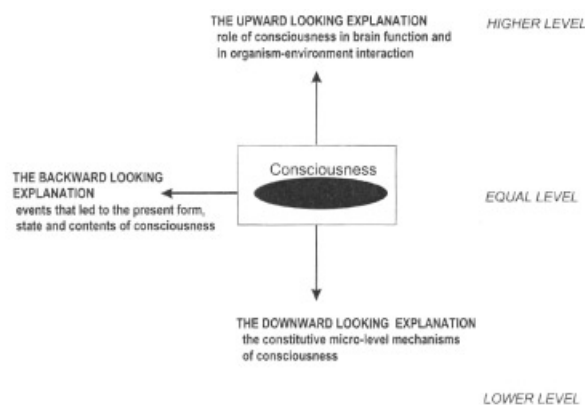 THE UPWARD LOOKING EXPLANATION
role of consciousness in brain function and
in organism-environment interaction
HIGHER LEVEL
Consciousness
THE BACKWARD LOOKING
EXPLANATION
events that led to the present form,
state and contents of consciousness
EQUAL LEVEL
THE DOWNWARD LOOKING EXPLANATION
the constitutive micro-level mechanisms
of consciousness
LOWER LEVEL